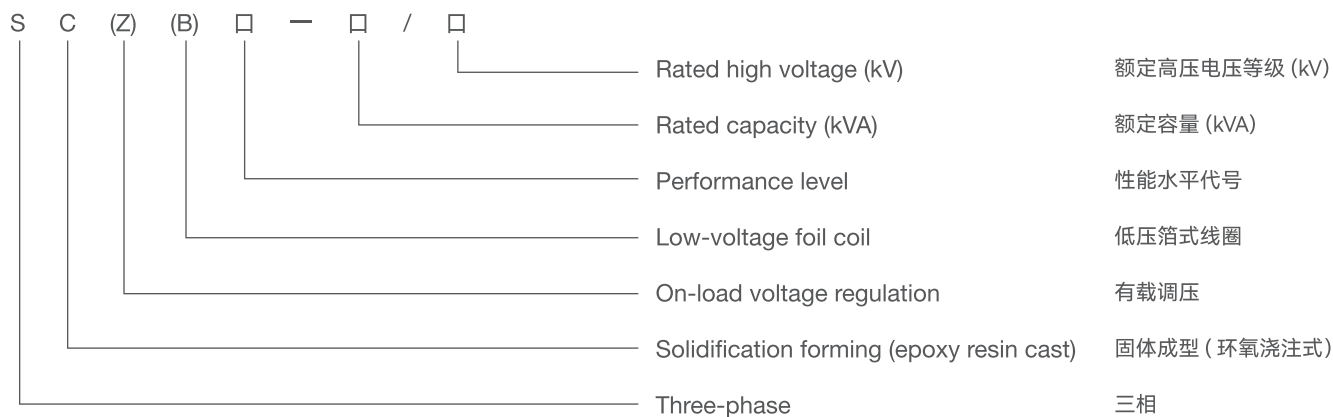 S C (Z) (B) 口 — 口 / 口
Rated high voltage (kV) 额定高压电压等级 (kV)
Rated capacity (kVA) 额定容量 (kVA)
Performance level 性能水平代号
Low-voltage foil coil 低压箔式线圈
On-load voltage regulation 有载调压
Solidification forming (epoxy resin cast) 固体成型 ( 环氧浇注式)
Three-phase 三相